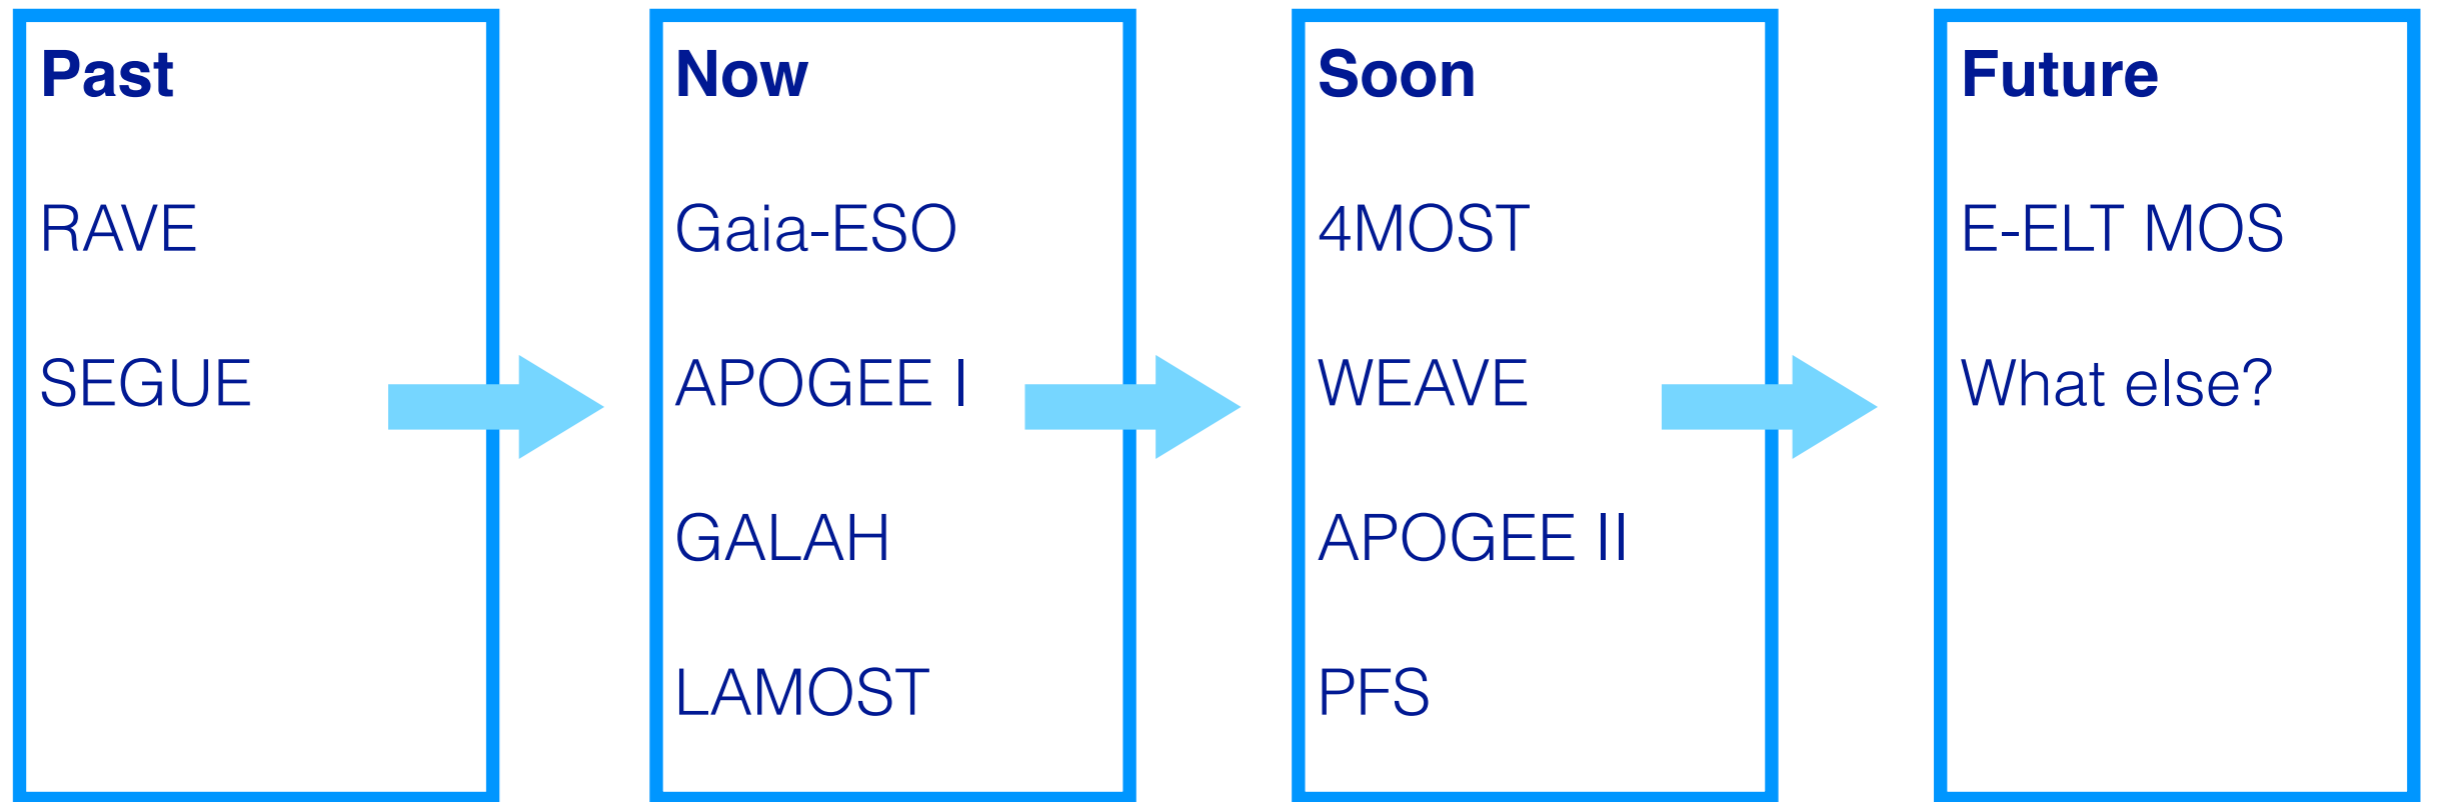 Past
RAVE
SEGUE
Now
Gaia-ESO
APOGEE I
GALAH
LAMOST
Soon
4MOST
WEAVE
APOGEE II
PFS
Future
E-ELT MOS
What else?